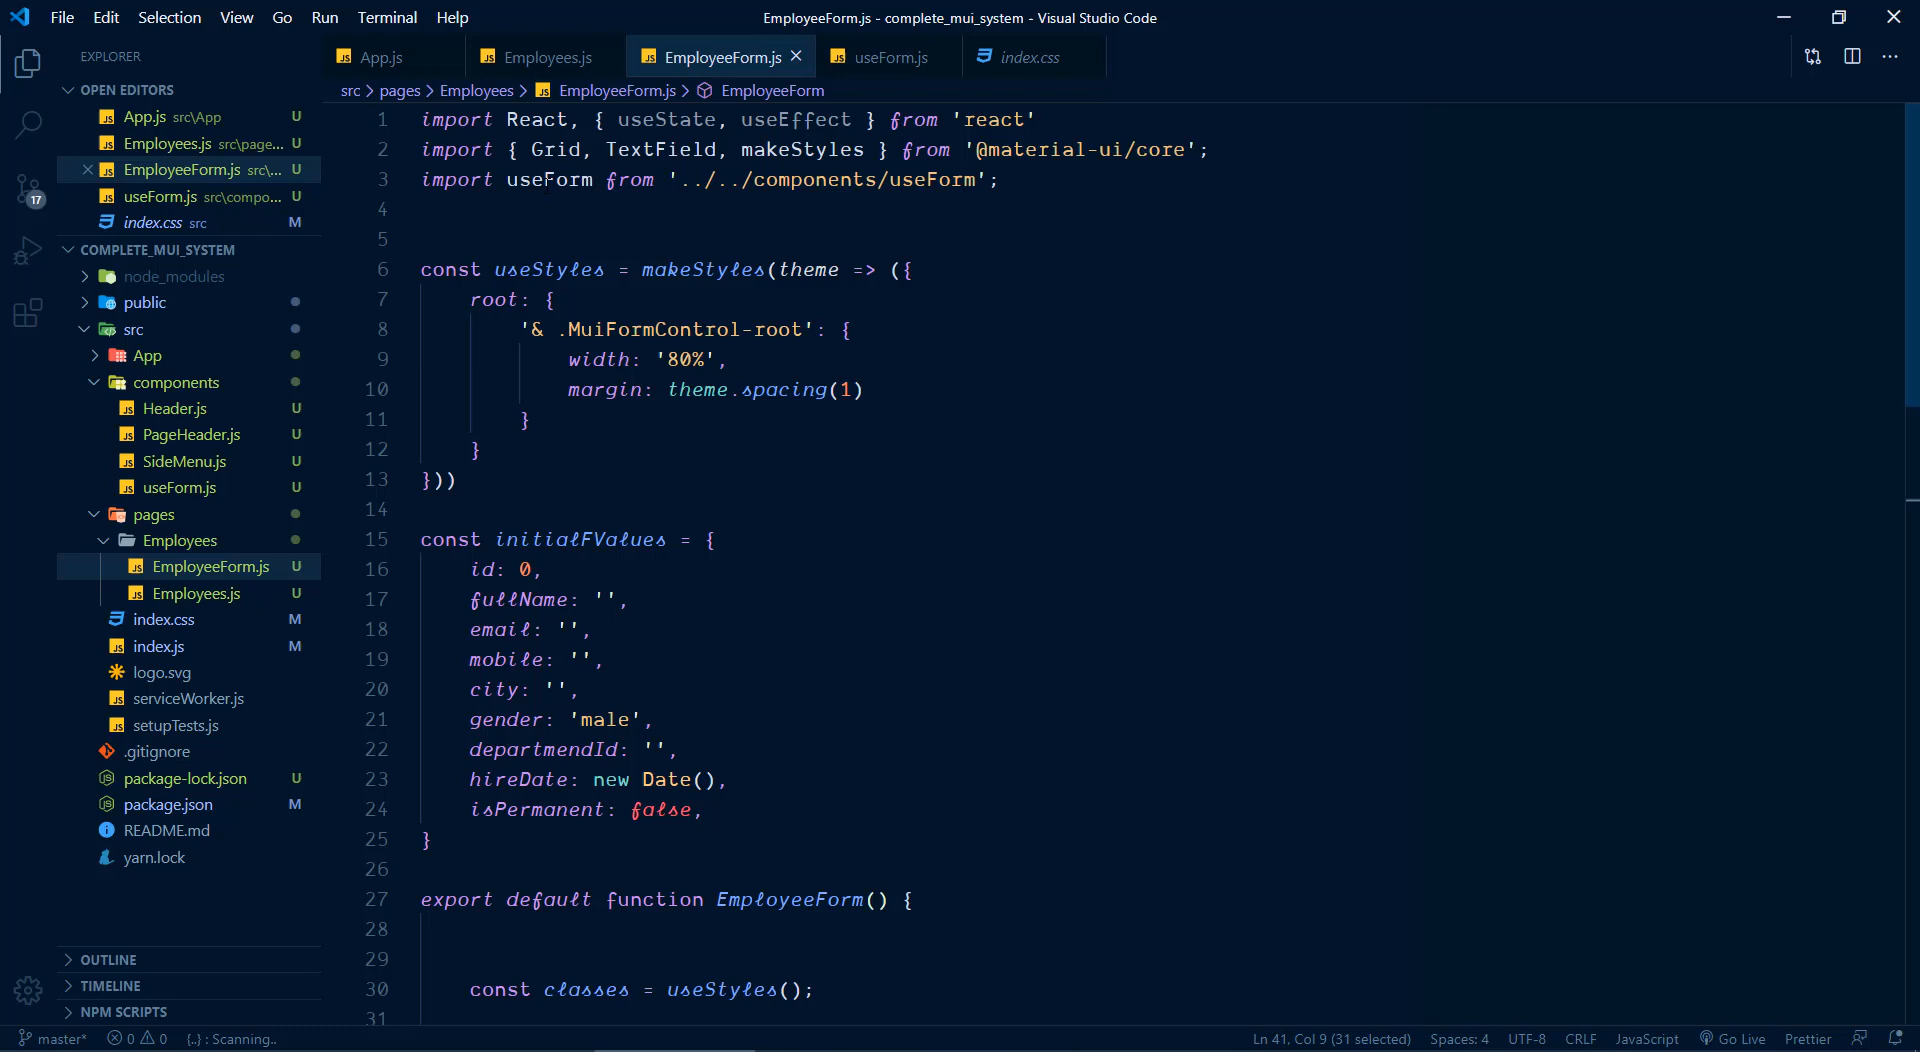 File Edit Selection View Go Run Terminal Help
EmployeeForm.js - complete_mui_system - Visual Studio Code
EXPLORER
OPEN EDITORS
App.js src\App U
Employees.js src\page... U
EmployeeForm.js src\... U
useForm.js src\compo... U
index.css src M
17
COMPLETE_MUI_SYSTEM
node_modules
public
src
App
components
Header.js U
PageHeader.js U
SideMenu.js U
useForm.js U
pages
Employees
EmployeeForm.js U
Employees.js U
index.css M
index.js M
logo.svg
serviceWorker.js
setupTests.js
.gitignore
package-lock.json U
package.json M
README.md
yarn.lock
OUTLINE
TIMELINE
NPM SCRIPTS
App.js Employees.js EmployeeForm.js useForm.js index.css
src > pages > Employees > EmployeeForm.js > EmployeeForm
1 import React, { useState, useEffect } from 'react'
2 import { Grid, TextField, makeStyles } from '@material-ui/core';
3 import useForm from '../../components/useForm';
4
5
6 const useStyles = makeStyles(theme => ({
7 root: {
8 '& .MuiFormControl-root': {
9 width: '80%',
10 margin: theme.spacing(1)
11 }
12 }
13 }))
14
15 const initialFValues = {
16 id: 0,
17 fullName: '',
18 email: '',
19 mobile: '',
20 city: '',
21 gender: 'male',
22 departmendId: '',
23 hireDate: new Date(),
24 isPermanent: false,
25 }
26
27 export default function EmployeeForm() {
28
29
30 const classes = useStyles();
31
master* 0 0 {..} : Scanning.. Ln 41, Col 9 (31 selected) Spaces: 4 UTF-8 CRLF JavaScript Go Live Prettier